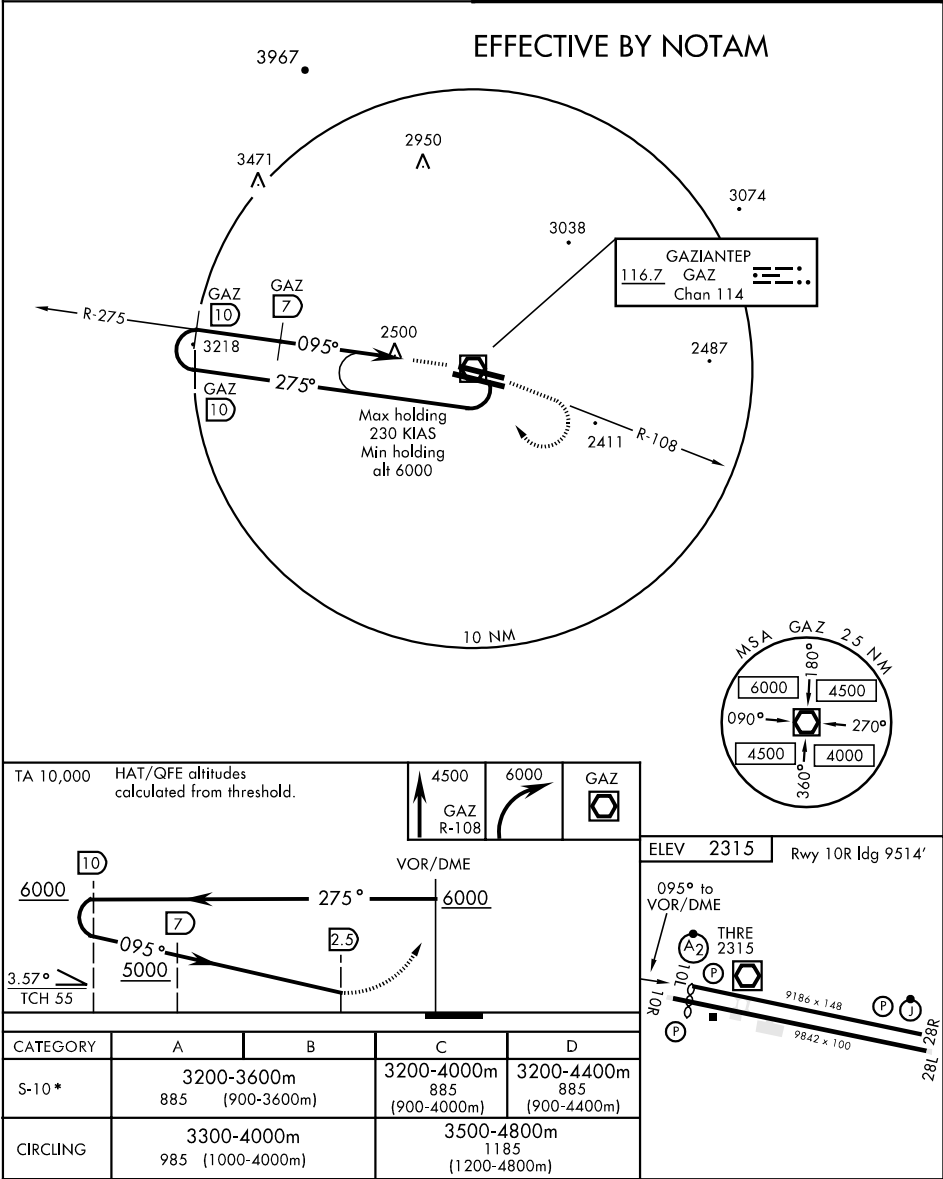 EFFECTIVE BY NOTAM
3967
2950
3471
3074
3038
GAZIANTEP
116.7 GAZ
Chan 114
R-275
GAZ
10
GAZ
7
2500
3218
095°
2487
275°
GAZ
10
Max holding
230 KIAS
Min holding
alt 6000
2411
R-108
10 NM
MSA GAZ 25 NM
180°
6000 4500
090° 270°
4500 4000
360°
TA 10,000
HAT/QFE altitudes
calculated from threshold.
4500
GAZ
R-108
6000
GAZ
VOR/DME
10
6000
275°
6000
7
095°
5000
2.5
3.57°
TCH 55
ELEV 2315
Rwy 10R ldg 9514'
095° to
VOR/DME
THRE
2315
A2
P
10L
10R
9186 x 148
P
J
28R
9842 x 100
28L
P
CATEGORY A B C D
S-10* 3200-3600m 3200-4000m 3200-4400m
885 (900-3600m) 885 885
(900-4000m) (900-4400m)
CIRCLING 3300-4000m 3500-4800m
985 (1000-4000m) 1185
(1200-4800m)